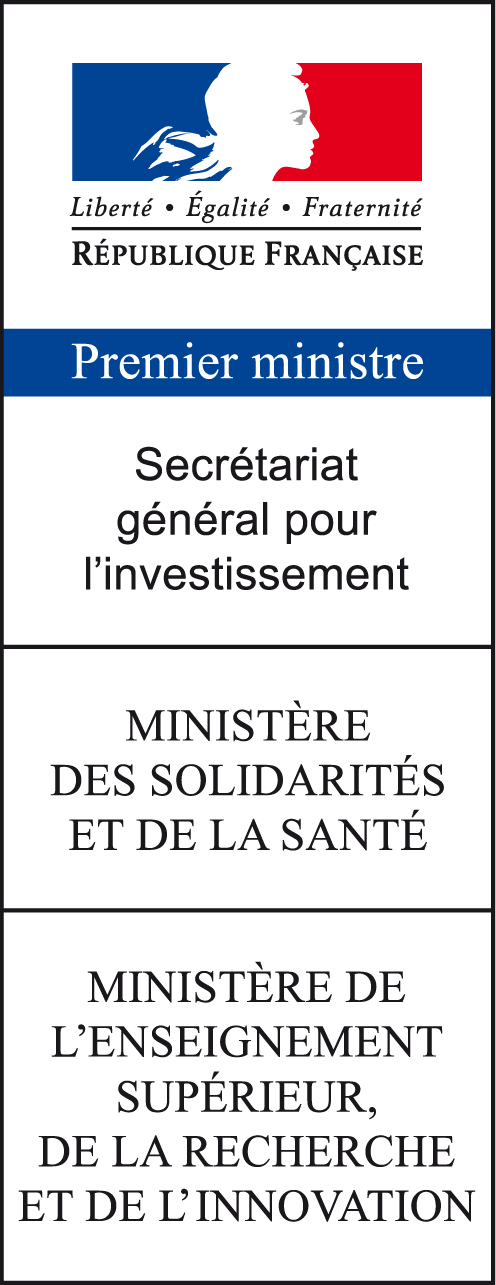 Liberté • Égalité • Fraternité
RÉPUBLIQUE FRANÇAISE
Premier ministre
Secrétariat
général pour
l’investissement
MINISTÈRE
DES SOLIDARITÉS
ET DE LA SANTÉ
MINISTÈRE DE
L’ENSEIGNEMENT
SUPÉRIEUR,
DE LA RECHERCHE
ET DE L’INNOVATION